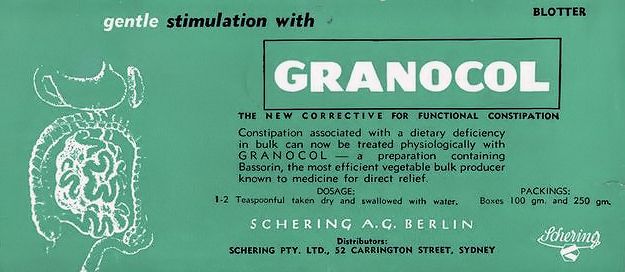 BLOTTER
gentle stimulation with
GRANOCOL
THE NEW CORRECTIVE FOR FUNCTIONAL CONSTIPATION
Constipation associated with a dietary deficiency
in bulk can now be treated physiologically with
GRANOCOL — a preparation containing
Bassorin, the most efficient vegetable bulk producer
known to medicine for direct relief.
DOSAGE:
1-2 Teaspoonful taken dry and swallowed with water.
PACKINGS:
Boxes 100 gm. and 250 gm.
SCHERING A.G. BERLIN
Distributors:
SCHERING PTY. LTD., 52 CARRINGTON STREET, SYDNEY
Schering